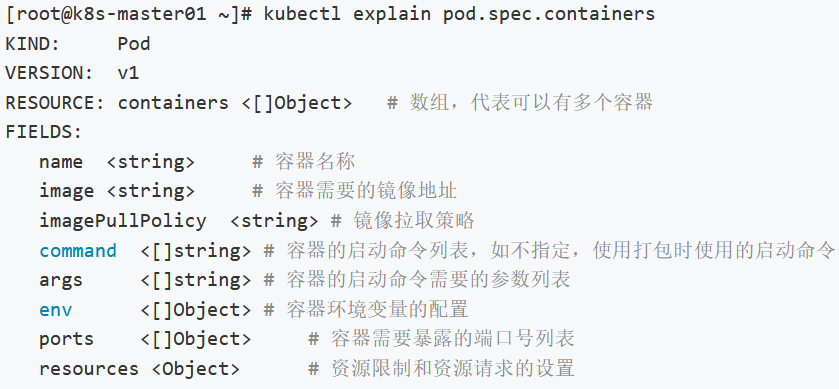 [root@k8s-master01 ~]# kubectl explain pod.spec.containers
KIND:     Pod
VERSION:  v1
RESOURCE: containers <[]Object>   # 数组，代表可以有多个容器
FIELDS:
   name  <string>     # 容器名称
   image <string>     # 容器需要的镜像地址
   imagePullPolicy  <string> # 镜像拉取策略
   command  <[]string> # 容器的启动命令列表，如不指定，使用打包时使用的启动命令
   args     <[]string> # 容器的启动命令需要的参数列表
   env      <[]Object> # 容器环境变量的配置
   ports    <[]Object>     # 容器需要暴露的端口号列表
   resources <Object>      # 资源限制和资源请求的设置